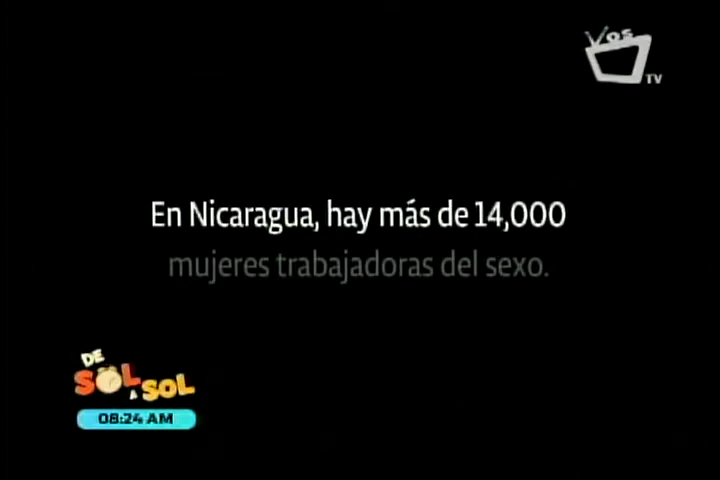 VOS
TV
En Nicaragua, hay más de 14,000
mujeres trabajadoras del sexo.
DE
SOL
A SOL
08:24 AM